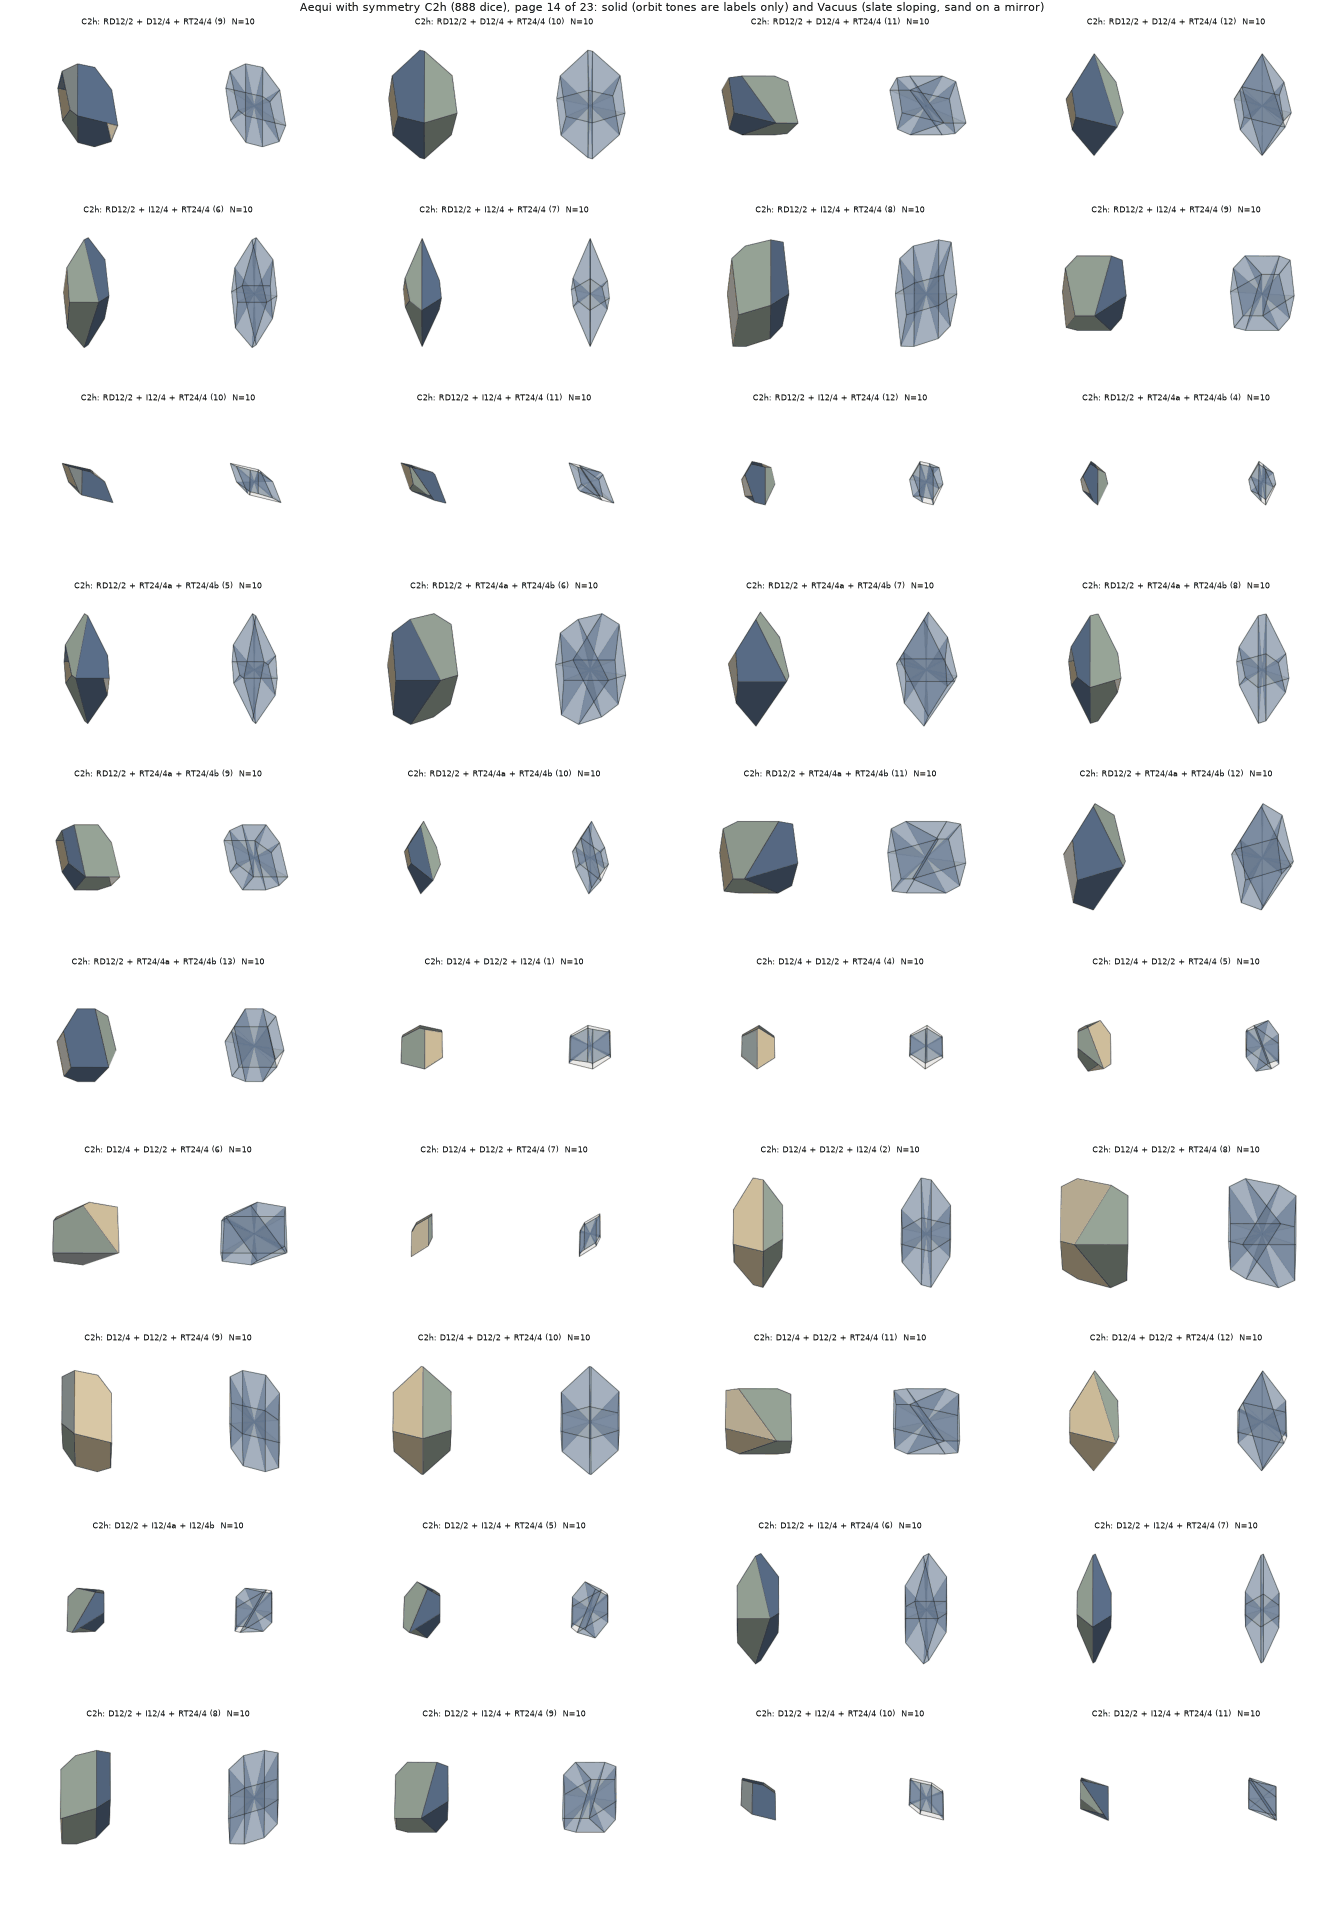 Aequi with symmetry C2h (888 dice), page 14 of 23: solid (orbit tones are labels only) and Vacuus (slate sloping, sand on a mirror)
C2h: RD12/2 + D12/4 + RT24/4 (9)  N=10
C2h: RD12/2 + D12/4 + RT24/4 (10)  N=10
C2h: RD12/2 + D12/4 + RT24/4 (11)  N=10
C2h: RD12/2 + D12/4 + RT24/4 (12)  N=10
C2h: RD12/2 + I12/4 + RT24/4 (6)  N=10
C2h: RD12/2 + I12/4 + RT24/4 (7)  N=10
C2h: RD12/2 + I12/4 + RT24/4 (8)  N=10
C2h: RD12/2 + I12/4 + RT24/4 (9)  N=10
C2h: RD12/2 + I12/4 + RT24/4 (10)  N=10
C2h: RD12/2 + I12/4 + RT24/4 (11)  N=10
C2h: RD12/2 + I12/4 + RT24/4 (12)  N=10
C2h: RD12/2 + RT24/4a + RT24/4b (4)  N=10
C2h: RD12/2 + RT24/4a + RT24/4b (5)  N=10
C2h: RD12/2 + RT24/4a + RT24/4b (6)  N=10
C2h: RD12/2 + RT24/4a + RT24/4b (7)  N=10
C2h: RD12/2 + RT24/4a + RT24/4b (8)  N=10
C2h: RD12/2 + RT24/4a + RT24/4b (9)  N=10
C2h: RD12/2 + RT24/4a + RT24/4b (10)  N=10
C2h: RD12/2 + RT24/4a + RT24/4b (11)  N=10
C2h: RD12/2 + RT24/4a + RT24/4b (12)  N=10
C2h: RD12/2 + RT24/4a + RT24/4b (13)  N=10
C2h: D12/4 + D12/2 + I12/4 (1)  N=10
C2h: D12/4 + D12/2 + RT24/4 (4)  N=10
C2h: D12/4 + D12/2 + RT24/4 (5)  N=10
C2h: D12/4 + D12/2 + RT24/4 (6)  N=10
C2h: D12/4 + D12/2 + RT24/4 (7)  N=10
C2h: D12/4 + D12/2 + I12/4 (2)  N=10
C2h: D12/4 + D12/2 + RT24/4 (8)  N=10
C2h: D12/4 + D12/2 + RT24/4 (9)  N=10
C2h: D12/4 + D12/2 + RT24/4 (10)  N=10
C2h: D12/4 + D12/2 + RT24/4 (11)  N=10
C2h: D12/4 + D12/2 + RT24/4 (12)  N=10
C2h: D12/2 + I12/4a + I12/4b  N=10
C2h: D12/2 + I12/4 + RT24/4 (5)  N=10
C2h: D12/2 + I12/4 + RT24/4 (6)  N=10
C2h: D12/2 + I12/4 + RT24/4 (7)  N=10
C2h: D12/2 + I12/4 + RT24/4 (8)  N=10
C2h: D12/2 + I12/4 + RT24/4 (9)  N=10
C2h: D12/2 + I12/4 + RT24/4 (10)  N=10
C2h: D12/2 + I12/4 + RT24/4 (11)  N=10